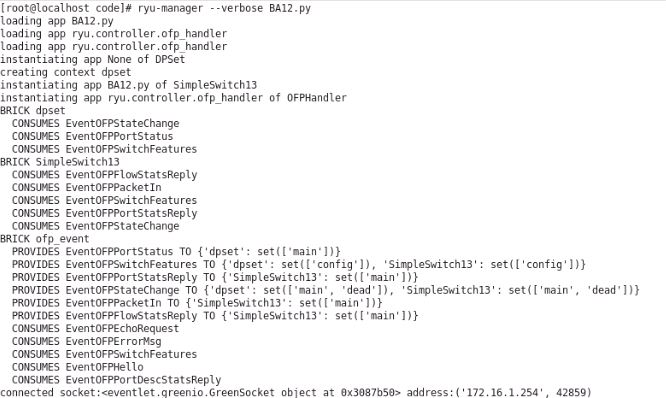 [root@localhost code]# ryu-manager --verbose BA12.py
loading app BA12.py
loading app ryu.controller.ofp_handler
loading app ryu.controller.ofp_handler
instantiating app None of DPSet
creating context dpset
instantiating app BA12.py of SimpleSwitch13
instantiating app ryu.controller.ofp_handler of OFPHandler
BRICK dpset
  CONSUMES EventOFPStateChange
  CONSUMES EventOFPPortStatus
  CONSUMES EventOFPSwitchFeatures
BRICK SimpleSwitch13
  CONSUMES EventOFPFlowStatsReply
  CONSUMES EventOFPPacketIn
  CONSUMES EventOFPSwitchFeatures
  CONSUMES EventOFPPortStatsReply
  CONSUMES EventOFPStateChange
BRICK ofp_event
  PROVIDES EventOFPPortStatus TO {'dpset': set(['main'])}
  PROVIDES EventOFPSwitchFeatures TO {'dpset': set(['config']), 'SimpleSwitch13': set(['config'])}
  PROVIDES EventOFPPortStatsReply TO {'SimpleSwitch13': set(['main'])}
  PROVIDES EventOFPStateChange TO {'dpset': set(['main', 'dead']), 'SimpleSwitch13': set(['main', 'dead'])}
  PROVIDES EventOFPPacketIn TO {'SimpleSwitch13': set(['main'])}
  PROVIDES EventOFPFlowStatsReply TO {'SimpleSwitch13': set(['main'])}
  CONSUMES EventOFPEchoRequest
  CONSUMES EventOFPErrorMsg
  CONSUMES EventOFPSwitchFeatures
  CONSUMES EventOFPHello
  CONSUMES EventOFPPortDescStatsReply
connected socket:<eventlet.greenio.GreenSocket object at 0x3087b50> address:('172.16.1.254', 42859)